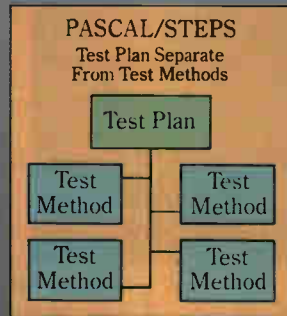 PASCAL/STEPS
Test Plan Separate
From Test Methods
Test Plan
Test
Method
Test
Method
Test
Method
Test
Method